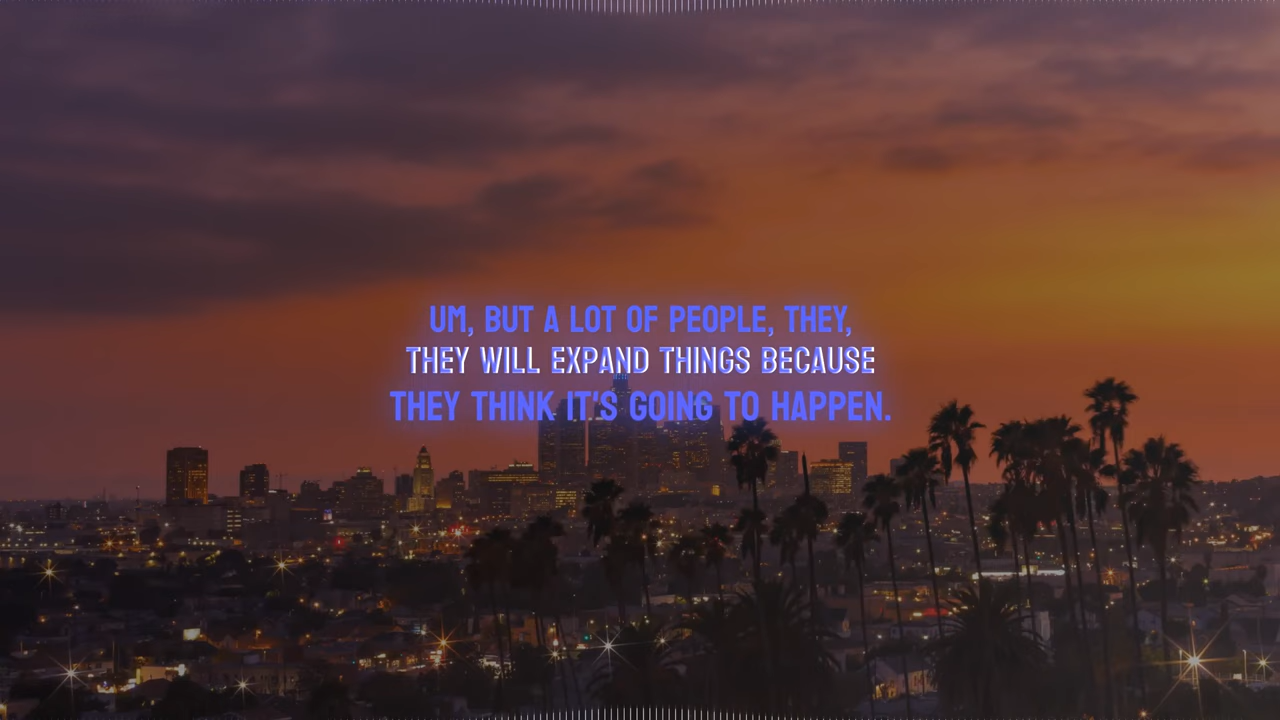 UM, BUT A LOT OF PEOPLE, THEY,
THEY WILL EXPAND THINGS BECAUSE
THEY THINK IT'S GOING TO HAPPEN.